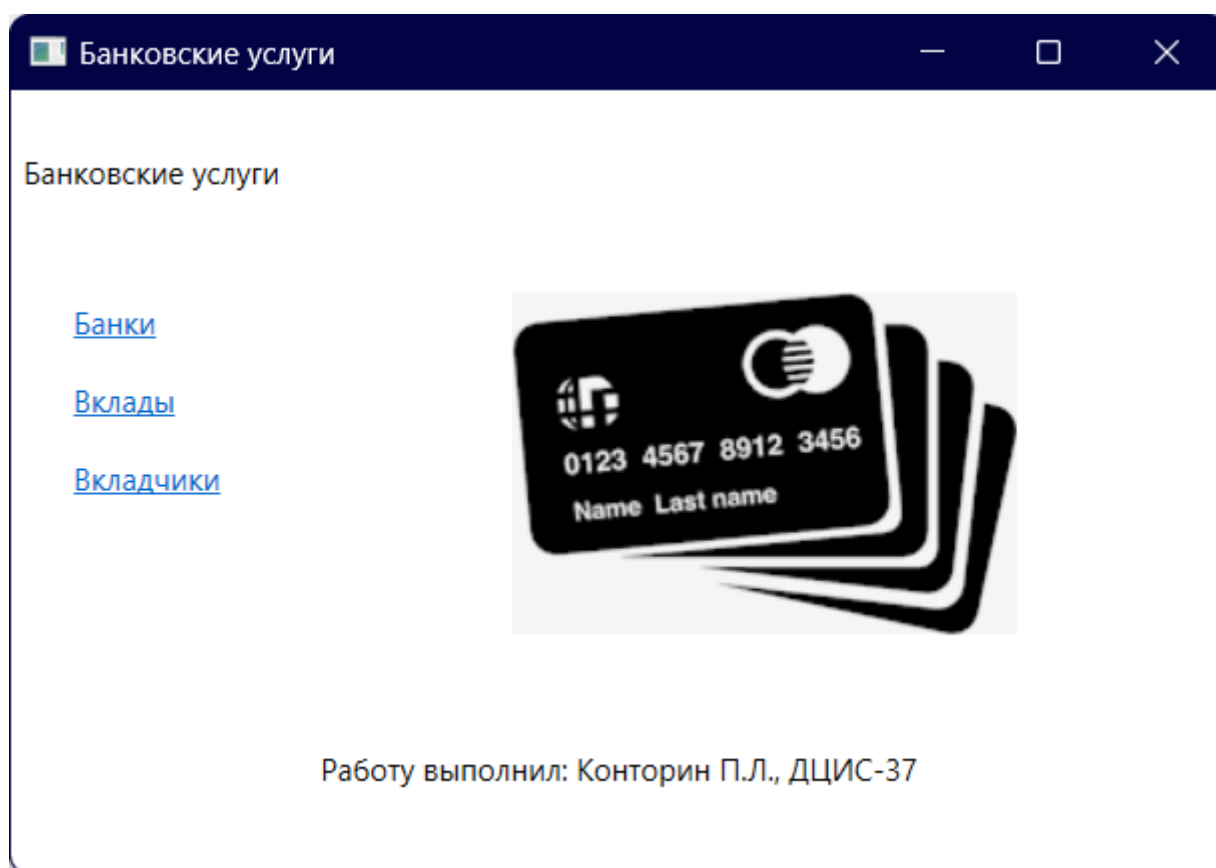 Банковские услуги
Банковские услуги
Банки
Вклады
Вкладчики
0123 4567 8912 3456
Name Last name
Работу выполнил: Конторин П.Л., ДЦИС-37